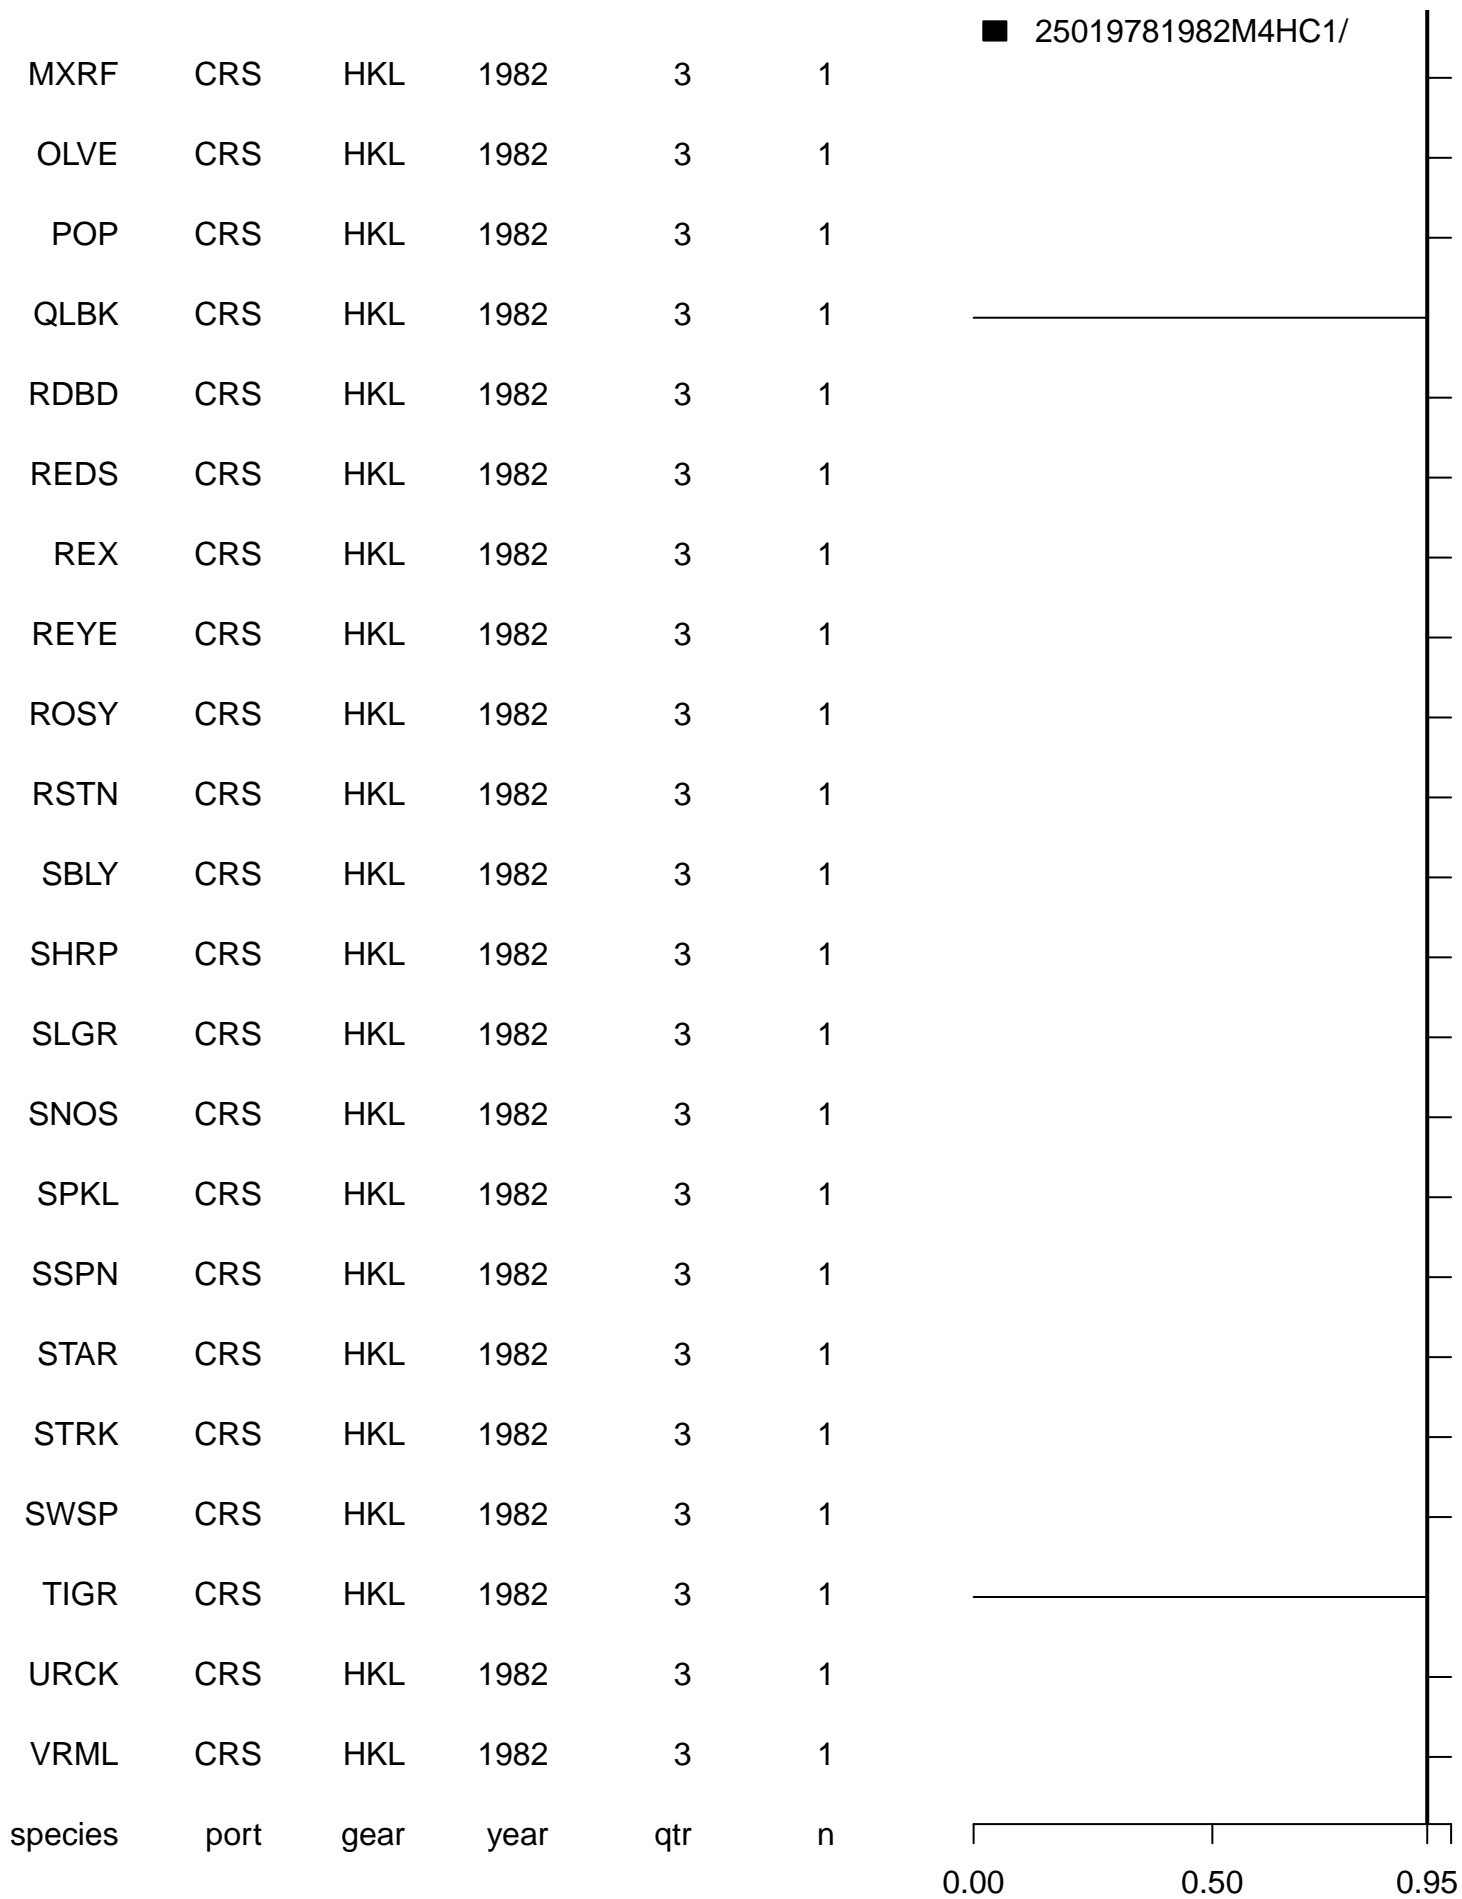 25019781982M4HC1/
MXRF CRS HKL 1982 3 1
OLVE CRS HKL 1982 3 1
POP CRS HKL 1982 3 1
QLBK CRS HKL 1982 3 1
RDBD CRS HKL 1982 3 1
REDS CRS HKL 1982 3 1
REX CRS HKL 1982 3 1
REYE CRS HKL 1982 3 1
ROSY CRS HKL 1982 3 1
RSTN CRS HKL 1982 3 1
SBLY CRS HKL 1982 3 1
SHRP CRS HKL 1982 3 1
SLGR CRS HKL 1982 3 1
SNOS CRS HKL 1982 3 1
SPKL CRS HKL 1982 3 1
SSPN CRS HKL 1982 3 1
STAR CRS HKL 1982 3 1
STRK CRS HKL 1982 3 1
SWSP CRS HKL 1982 3 1
TIGR CRS HKL 1982 3 1
URCK CRS HKL 1982 3 1
VRML CRS HKL 1982 3 1
species port gear year qtr n
0.00 0.50 0.95